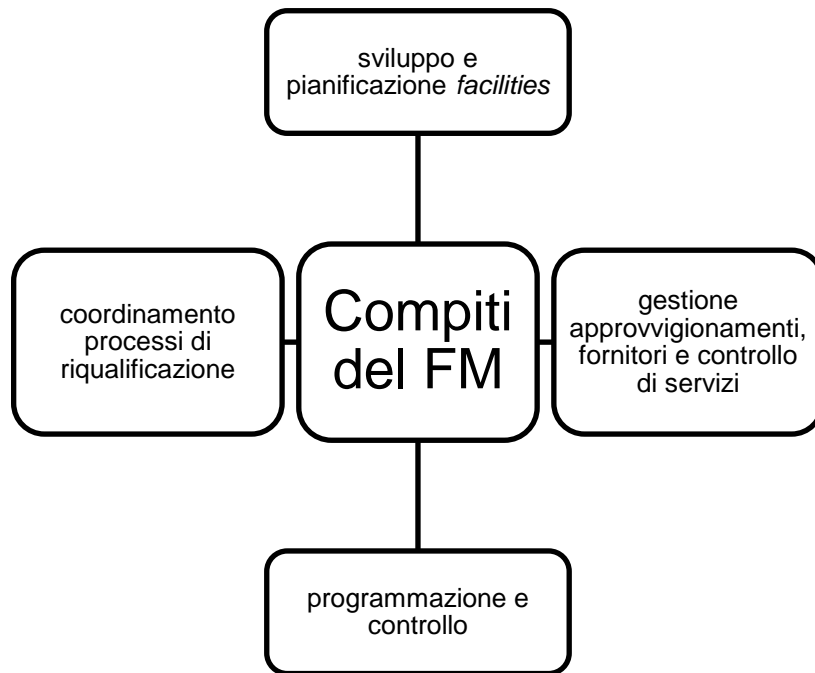 sviluppo e
pianificazione facilities
coordinamento
processi di
riqualificazione
Compiti
del FM
gestione
approvvigionamenti,
fornitori e controllo
di servizi
programmazione e
controllo